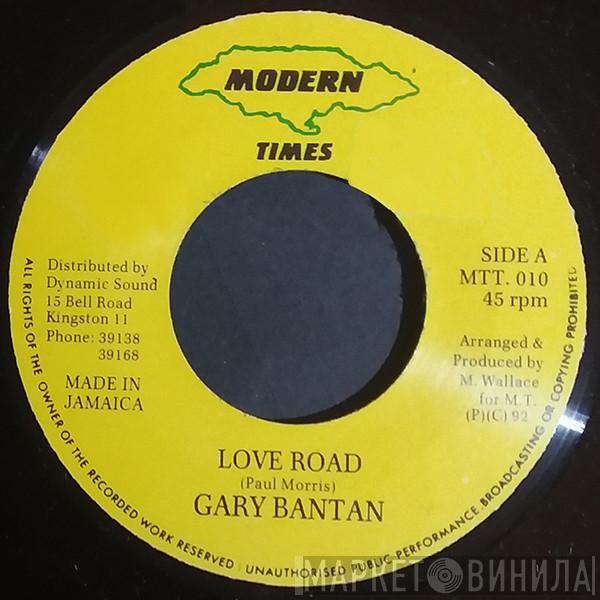 MODERN
TIMES
Distributed by
Dynamic Sound
15 Bell Road
Kingston 11
Phone: 39138
39168
MADE IN
JAMAICA
SIDE A
MTT. 010
45 rpm
Arranged &
Produced by
M. Wallace
for M.T.
(P)(C) 92
LOVE ROAD
(Paul Morris)
GARY BANTAN
ALL RIGHTS OF THE OWNER OF THE RECORDED WORK RESERVED UNAUTHORISED PUBLIC PERFORMANCE BROADCASTING OR COPYING PROHIBITED
МАРКЕТ ВИНИЛА